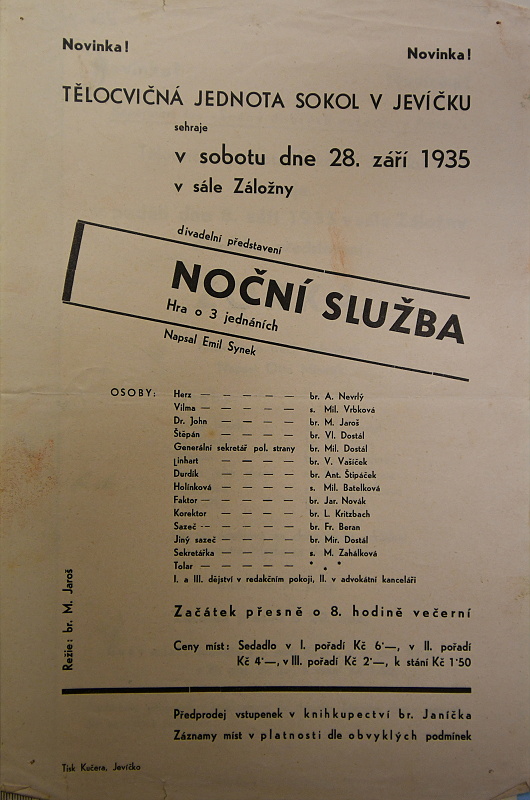 Novinka! Novinka!
TĚLOCVIČNÁ JEDNOTA SOKOL V JEVÍČKU
sehraje
v sobotu dne 28. září 1935
v sále Záložny
divadelní představení
NOČNÍ SLUŽBA
Hra o 3 jednáních
Napsal Emil Synek
OSOBY: Herz — — — — — br. A. Nevrlý
Vilma — — — — — s. Mil. Vrbková
Dr. John — — — — br. M. Jaroš
Štěpán — — — — br. Vl. Dostál
Generální sekretář pol. strany br. Mil. Dostál
Linhart — — — — br. V. Vašíček
Durdík — — — — br. Ant. Štipáček
Holínková — — — — s. Mil. Batelková
Faktor — — — — — br. Jar. Novák
Korektor — — — — br. L. Kritzbach
Sazeč — — — — — br. Fr. Beran
Jiný sazeč — — — — br. Mir. Dostál
Sekretářka — — — — s. M. Zahálková
Tolar — — — — — * * *
I. a III. dějství v redakčním pokoji, II. v advokátní kanceláři
Režie: br. M. Jaroš
Začátek přesně o 8. hodině večerní
Ceny míst: Sedadlo v I. pořadí Kč 6·—, v II. pořadí
Kč 4·—, v III. pořadí Kč 2·—, k stání Kč 1·50
Předprodej vstupenek v knihkupectví br. Janíčka
Záznamy míst v platnosti dle obvyklých podmínek
Tisk Kučera, Jevíčko